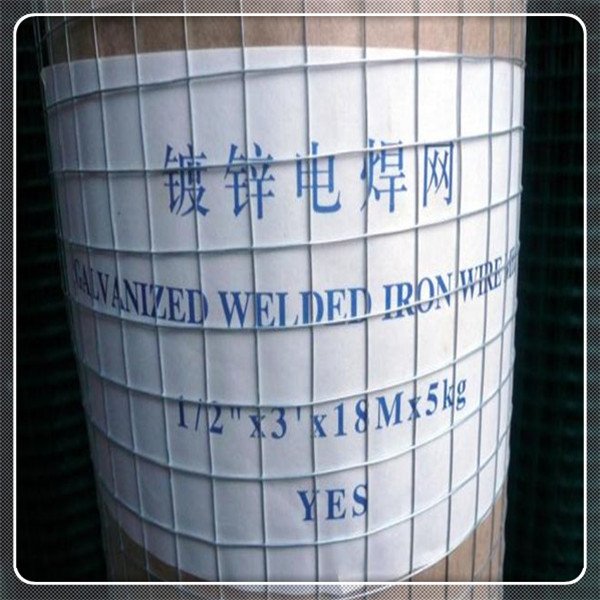 镀锌电焊网
GALVANIZED WELDED IRON WIRE
1/2"x3'x18Mx5kg
YES